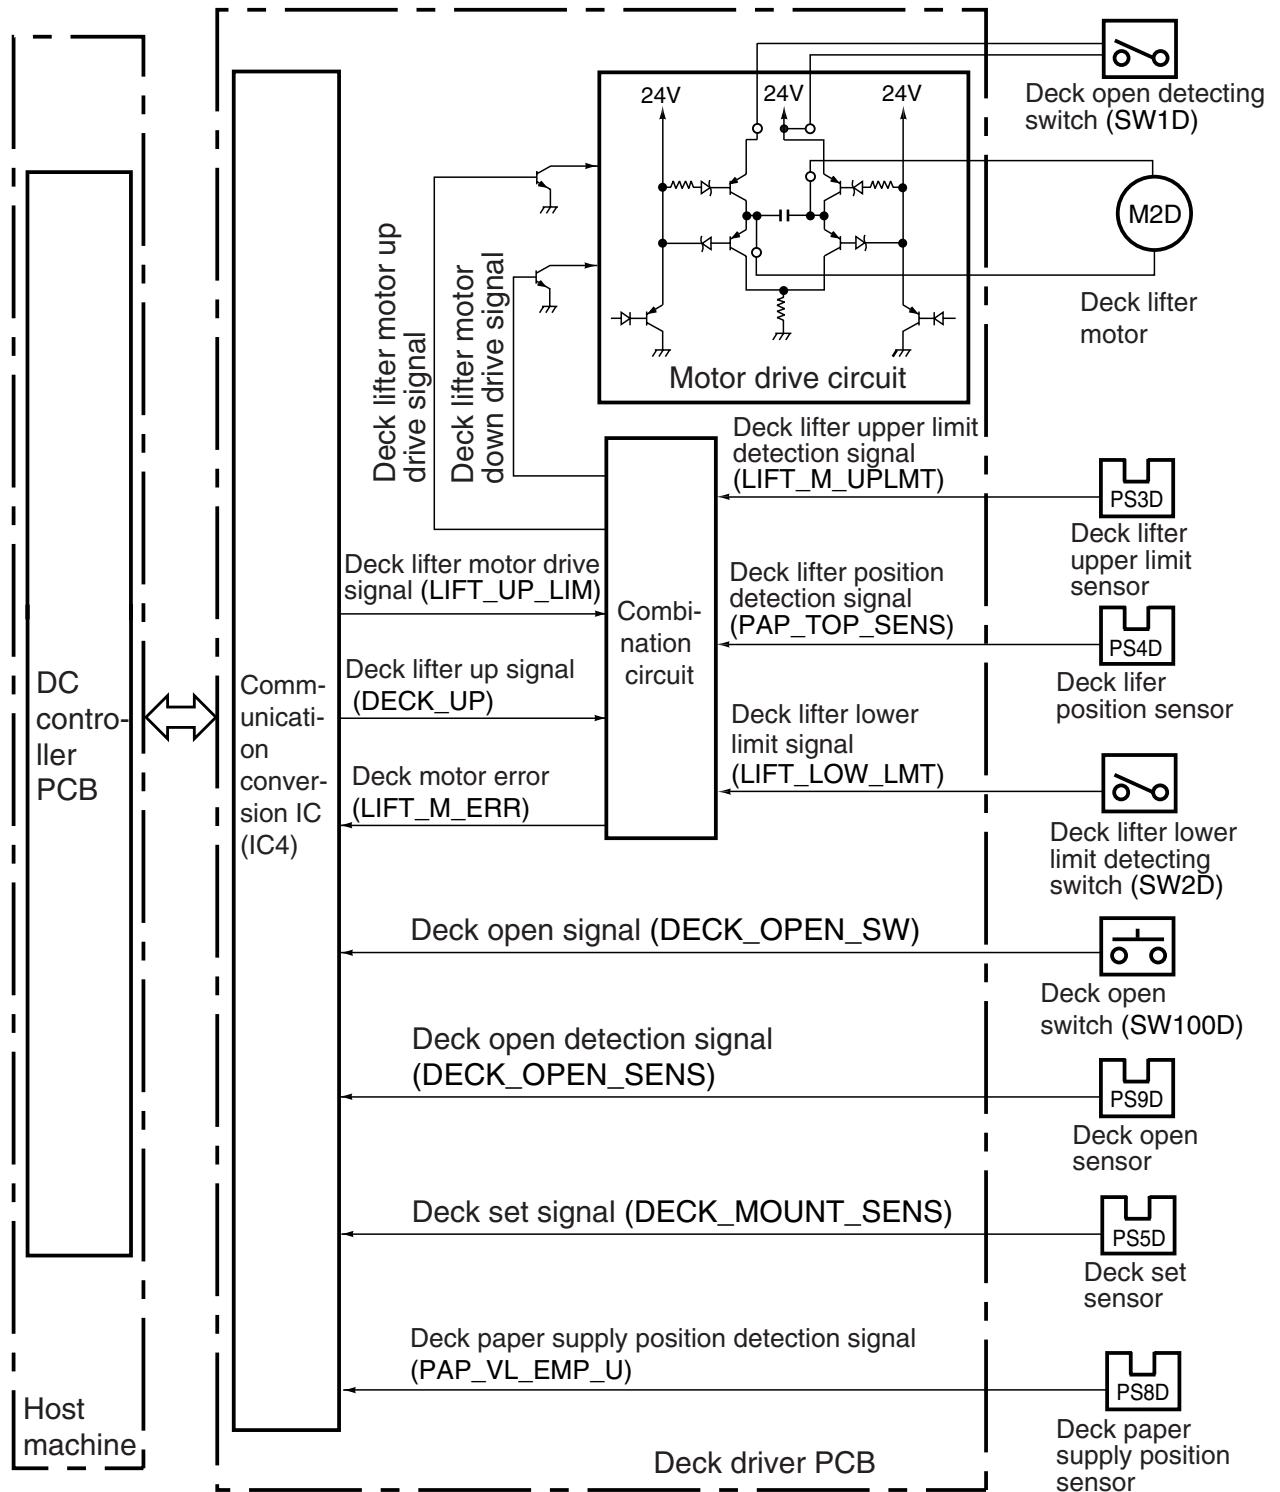 24V
24V
24V
Deck open detecting
switch (SW1D)
M2D
Deck lifter
motor
Motor drive circuit
Deck lifter motor up
drive signal
Deck lifter motor
down drive signal
Deck lifter upper limit
detection signal
(LIFT_M_UPLMT)
PS3D
Deck lifter
upper limit
sensor
Deck lifter motor drive
signal (LIFT_UP_LIM)
Deck lifter position
detection signal
(PAP_TOP_SENS)
PS4D
Deck lifer
position sensor
Combi-
nation
circuit
DC
contro-
ller
PCB
Comm-
unicati-
on
conver-
sion IC
(IC4)
Deck lifter up signal
(DECK_UP)
Deck lifter lower
limit signal
(LIFT_LOW_LMT)
Deck motor error
(LIFT_M_ERR)
Deck lifter lower
limit detecting
switch (SW2D)
Deck open signal (DECK_OPEN_SW)
Deck open
switch (SW100D)
Deck open detection signal
(DECK_OPEN_SENS)
PS9D
Deck open
sensor
Deck set signal (DECK_MOUNT_SENS)
PS5D
Deck set
sensor
Deck paper supply position detection signal
(PAP_VL_EMP_U)
PS8D
Deck paper
supply position
sensor
Host
machine
Deck driver PCB